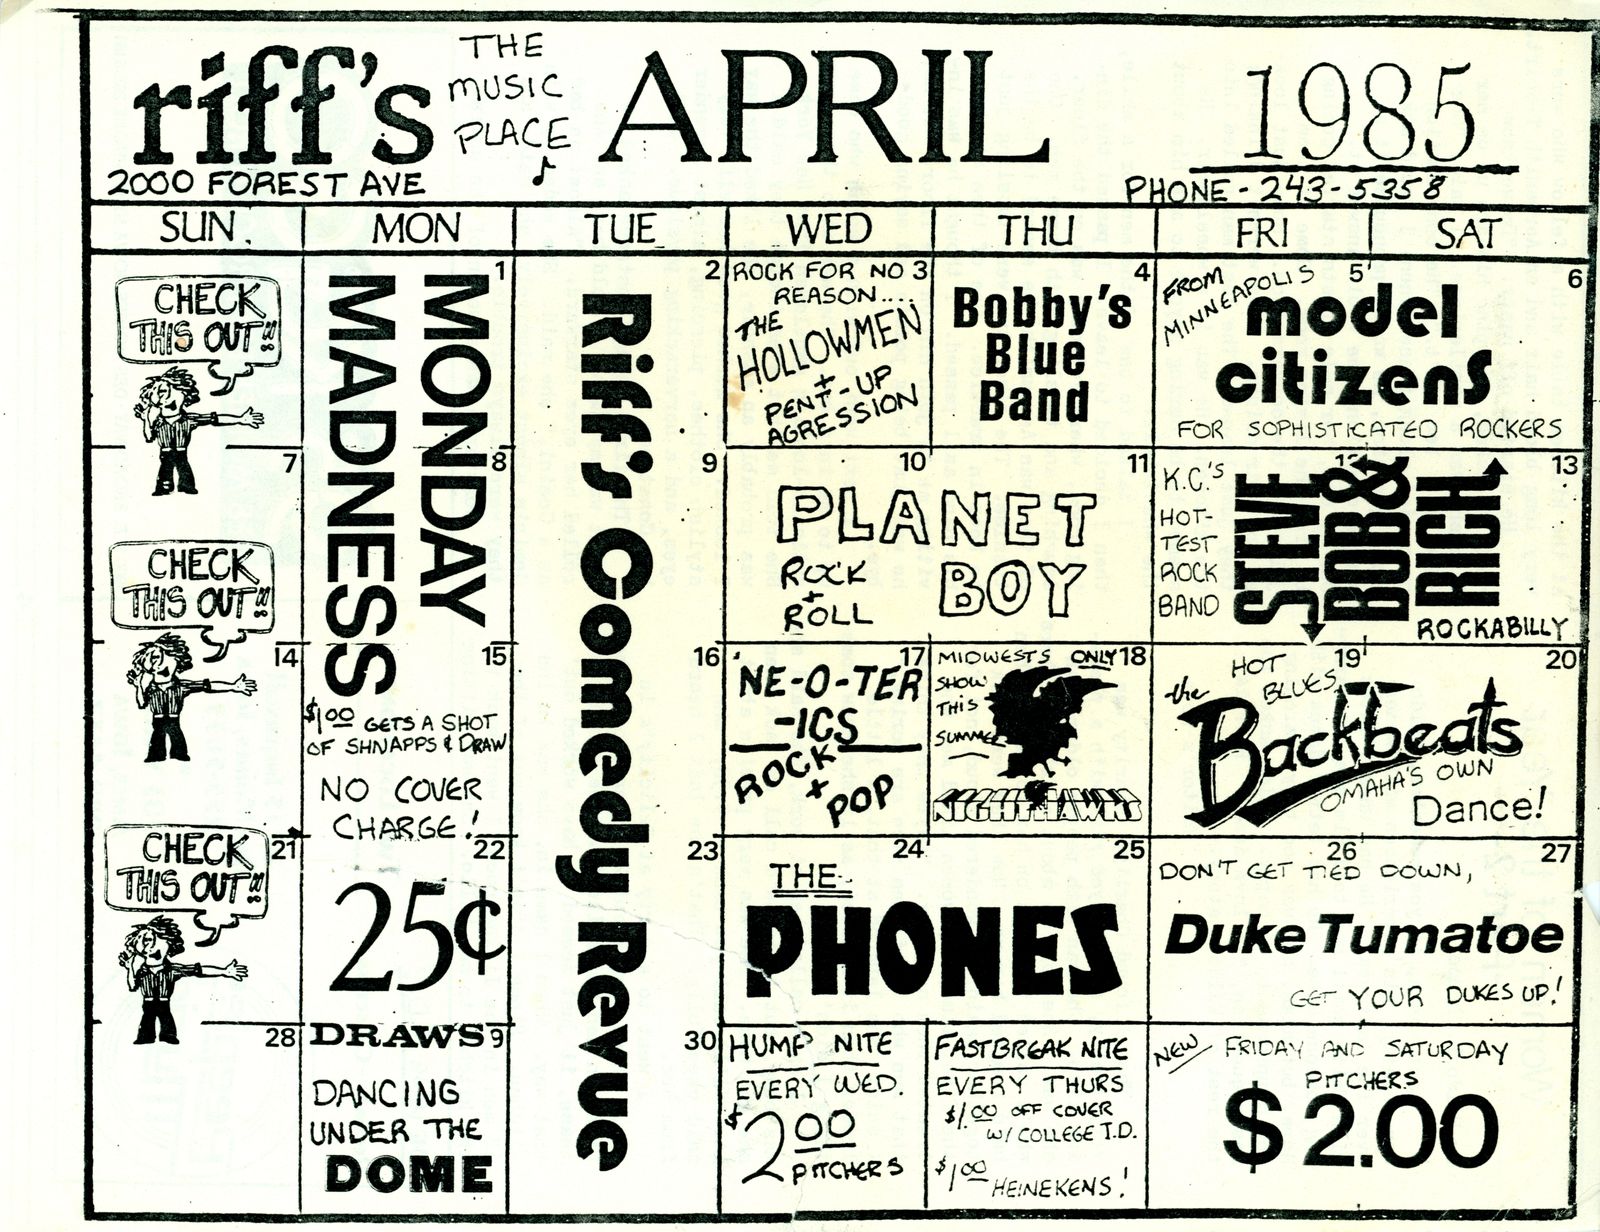 riff's
THE
MUSIC
PLACE
APRIL
1985
2000 FOREST AVE
PHONE - 243-5358
SUN.
MON
TUE
WED
THU
FRI
SAT
CHECK
THIS OUT!!
1
MONDAY
MADNESS
2
Riff's Comedy Revue
ROCK FOR NO 3
REASON....
THE
HOLLOWMEN
+
PENT-UP
AGRESSION
4
Bobby's
Blue
Band
5
6
FROM
MINNEAPOLIS
model
citizens
FOR SOPHISTICATED ROCKERS
7
8
9
10
11
PLANET
BOY
ROCK
+
ROLL
12
13
K.C.'S
HOT-
TEST
ROCK
BAND
STEVE
BOB &
RICH
ROCKABILLY
CHECK
THIS OUT!!
14
15
$1.00 GETS A SHOT
OF SHNAPPS & DRAW
NO COVER
CHARGE!
16
17
NE-O-TER
-ICS
ROCK
+
POP
18
MIDWESTS ONLY
SHOW
THIS
SUMMER
NIGHTHAWKS
19
20
HOT
BLUES
the
Backbeats
OMAHA'S OWN
Dance!
CHECK
THIS OUT!!
21
22
25¢
23
24
25
THE
PHONES
26
27
DON'T GET TIED DOWN,
Duke Tumatoe
GET YOUR DUKES UP!
28
DRAWS 9
DANCING
UNDER THE
DOME
30
HUMP NITE
EVERY WED.
$2.00
PITCHERS
FASTBREAK NITE
EVERY THURS
$1.00 OFF COVER
W/ COLLEGE I.D.
$1.00
HEINEKENS!
NEW FRIDAY AND SATURDAY
PITCHERS
$2.00